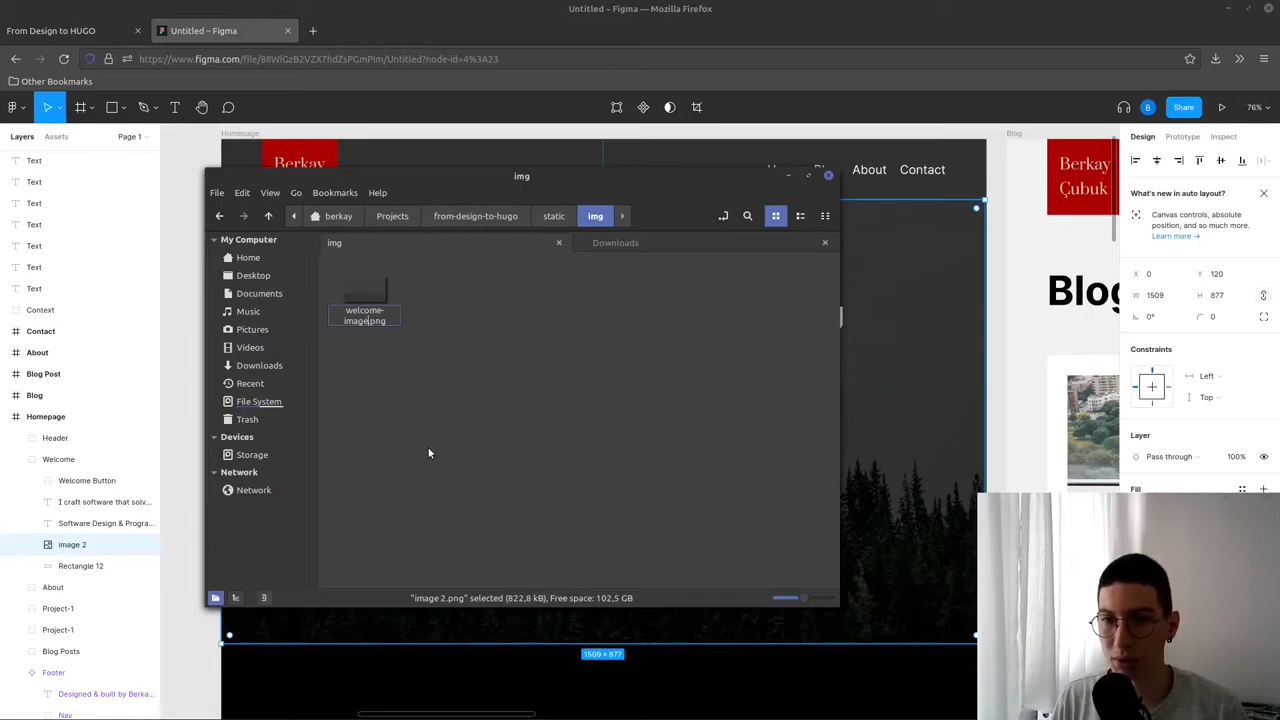 Untitled – Figma — Mozilla Firefox
From Design to HUGO
Untitled – Figma
https://www.figma.com/file/
Other Bookmarks
Share
76%
Layers
Assets
Page 1
Text
Text
Text
Text
Text
Text
Text
Context
Contact
About
Blog Post
Blog
Homepage
Header
Welcome
Welcome Button
I craft software that solv...
Software Design & Progra...
image 2
Rectangle 12
About
Project-1
Project-1
Blog Posts
Footer
Designed & built by Berka...
Nav
Homepage
Berkay
About
Contact
img
File
Edit
View
Go
Bookmarks
Help
berkay
Projects
from-design-to-hugo
static
img
img
Downloads
My Computer
Home
Desktop
Documents
Music
Pictures
Videos
Downloads
Recent
File System
Trash
Devices
Storage
Network
Network
welcome-
image.png
"image 2.png" selected (822,8 kB), Free space: 102,5 GB
1509 × 877
Blog
Berkay
Çubuk
Blog
Design
Prototype
Inspect
What's new in auto layout?
Canvas controls, absolute
position, and so much more.
Learn more →
X 0
Y 120
W 1509
H 877
0°
0
Constraints
Left
Top
Layer
Pass through
100%
Fill